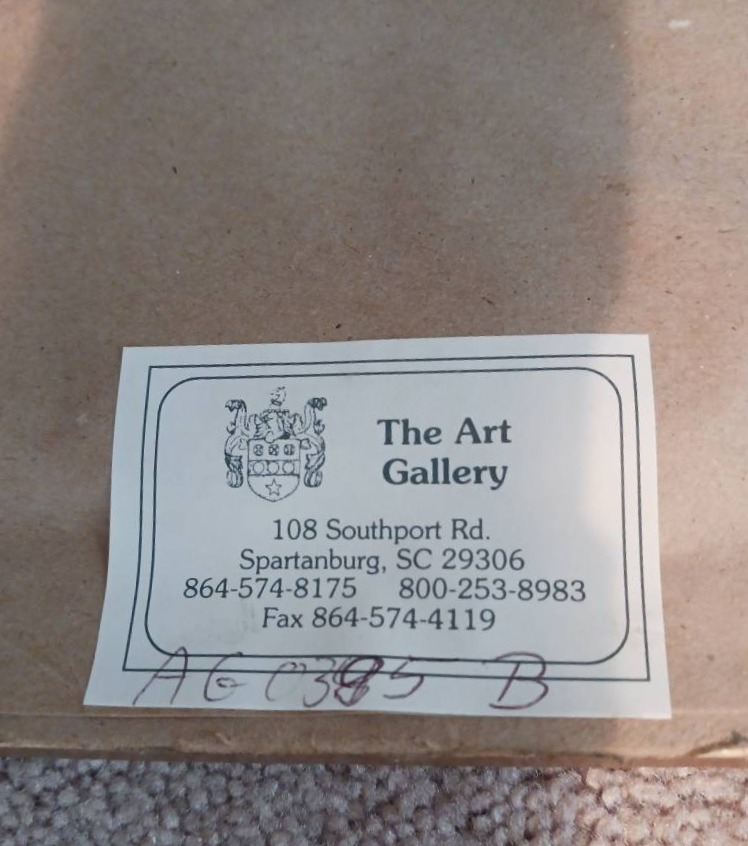 The Art
Gallery
108 Southport Rd.
Spartanburg, SC 29306
864-574-8175 800-253-8983
Fax 864-574-4119
AG B